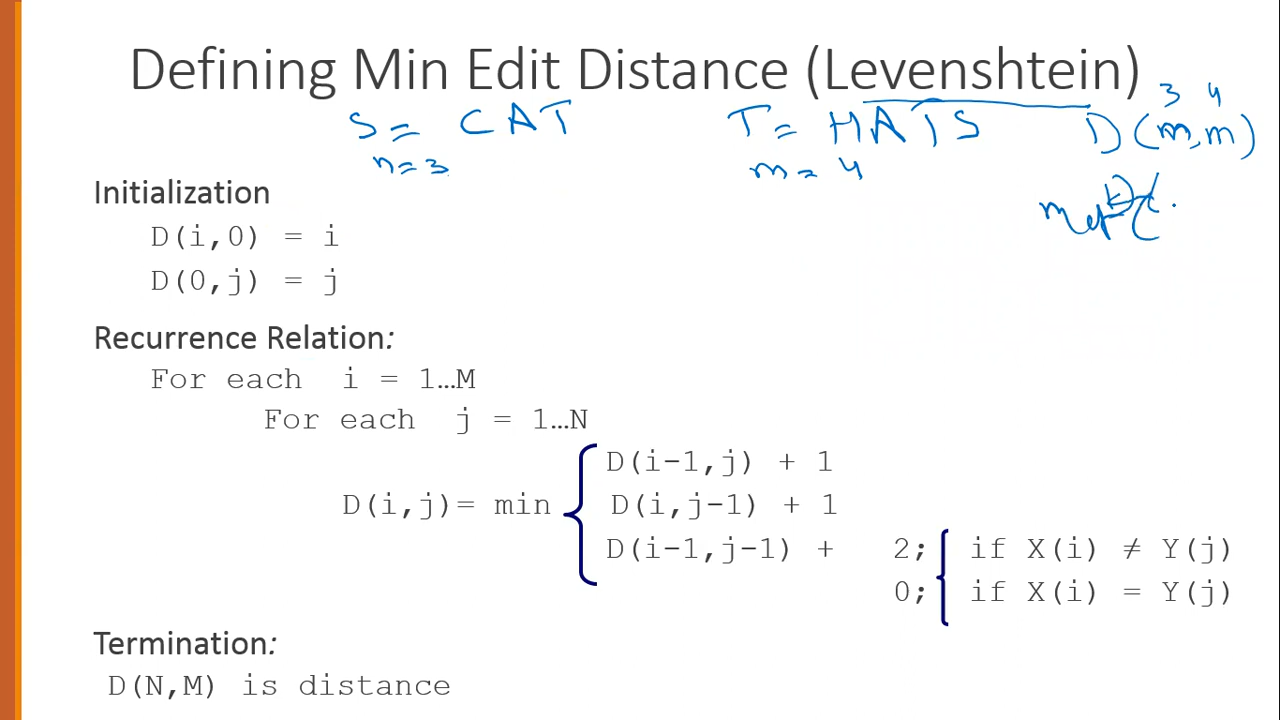 Defining Min Edit Distance (Levenshtein)
S = CAT T = HATS D(m,m)
3 4
n=3 m = 4
Initialization
D(i,0) = i
D(0,j) = j
Recurrence Relation:
For each i = 1…M
For each j = 1…N
D(i-1,j) + 1
D(i,j)= min D(i,j-1) + 1
D(i-1,j-1) + 2; if X(i) ≠ Y(j)
0; if X(i) = Y(j)
Termination:
D(N,M) is distance